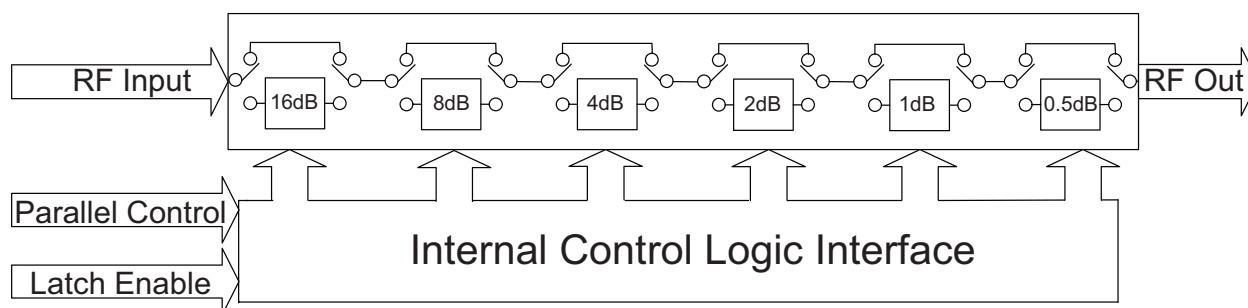 RF Input
16dB
8dB
4dB
2dB
1dB
0.5dB
RF Out
Parallel Control
Internal Control Logic Interface
Latch Enable